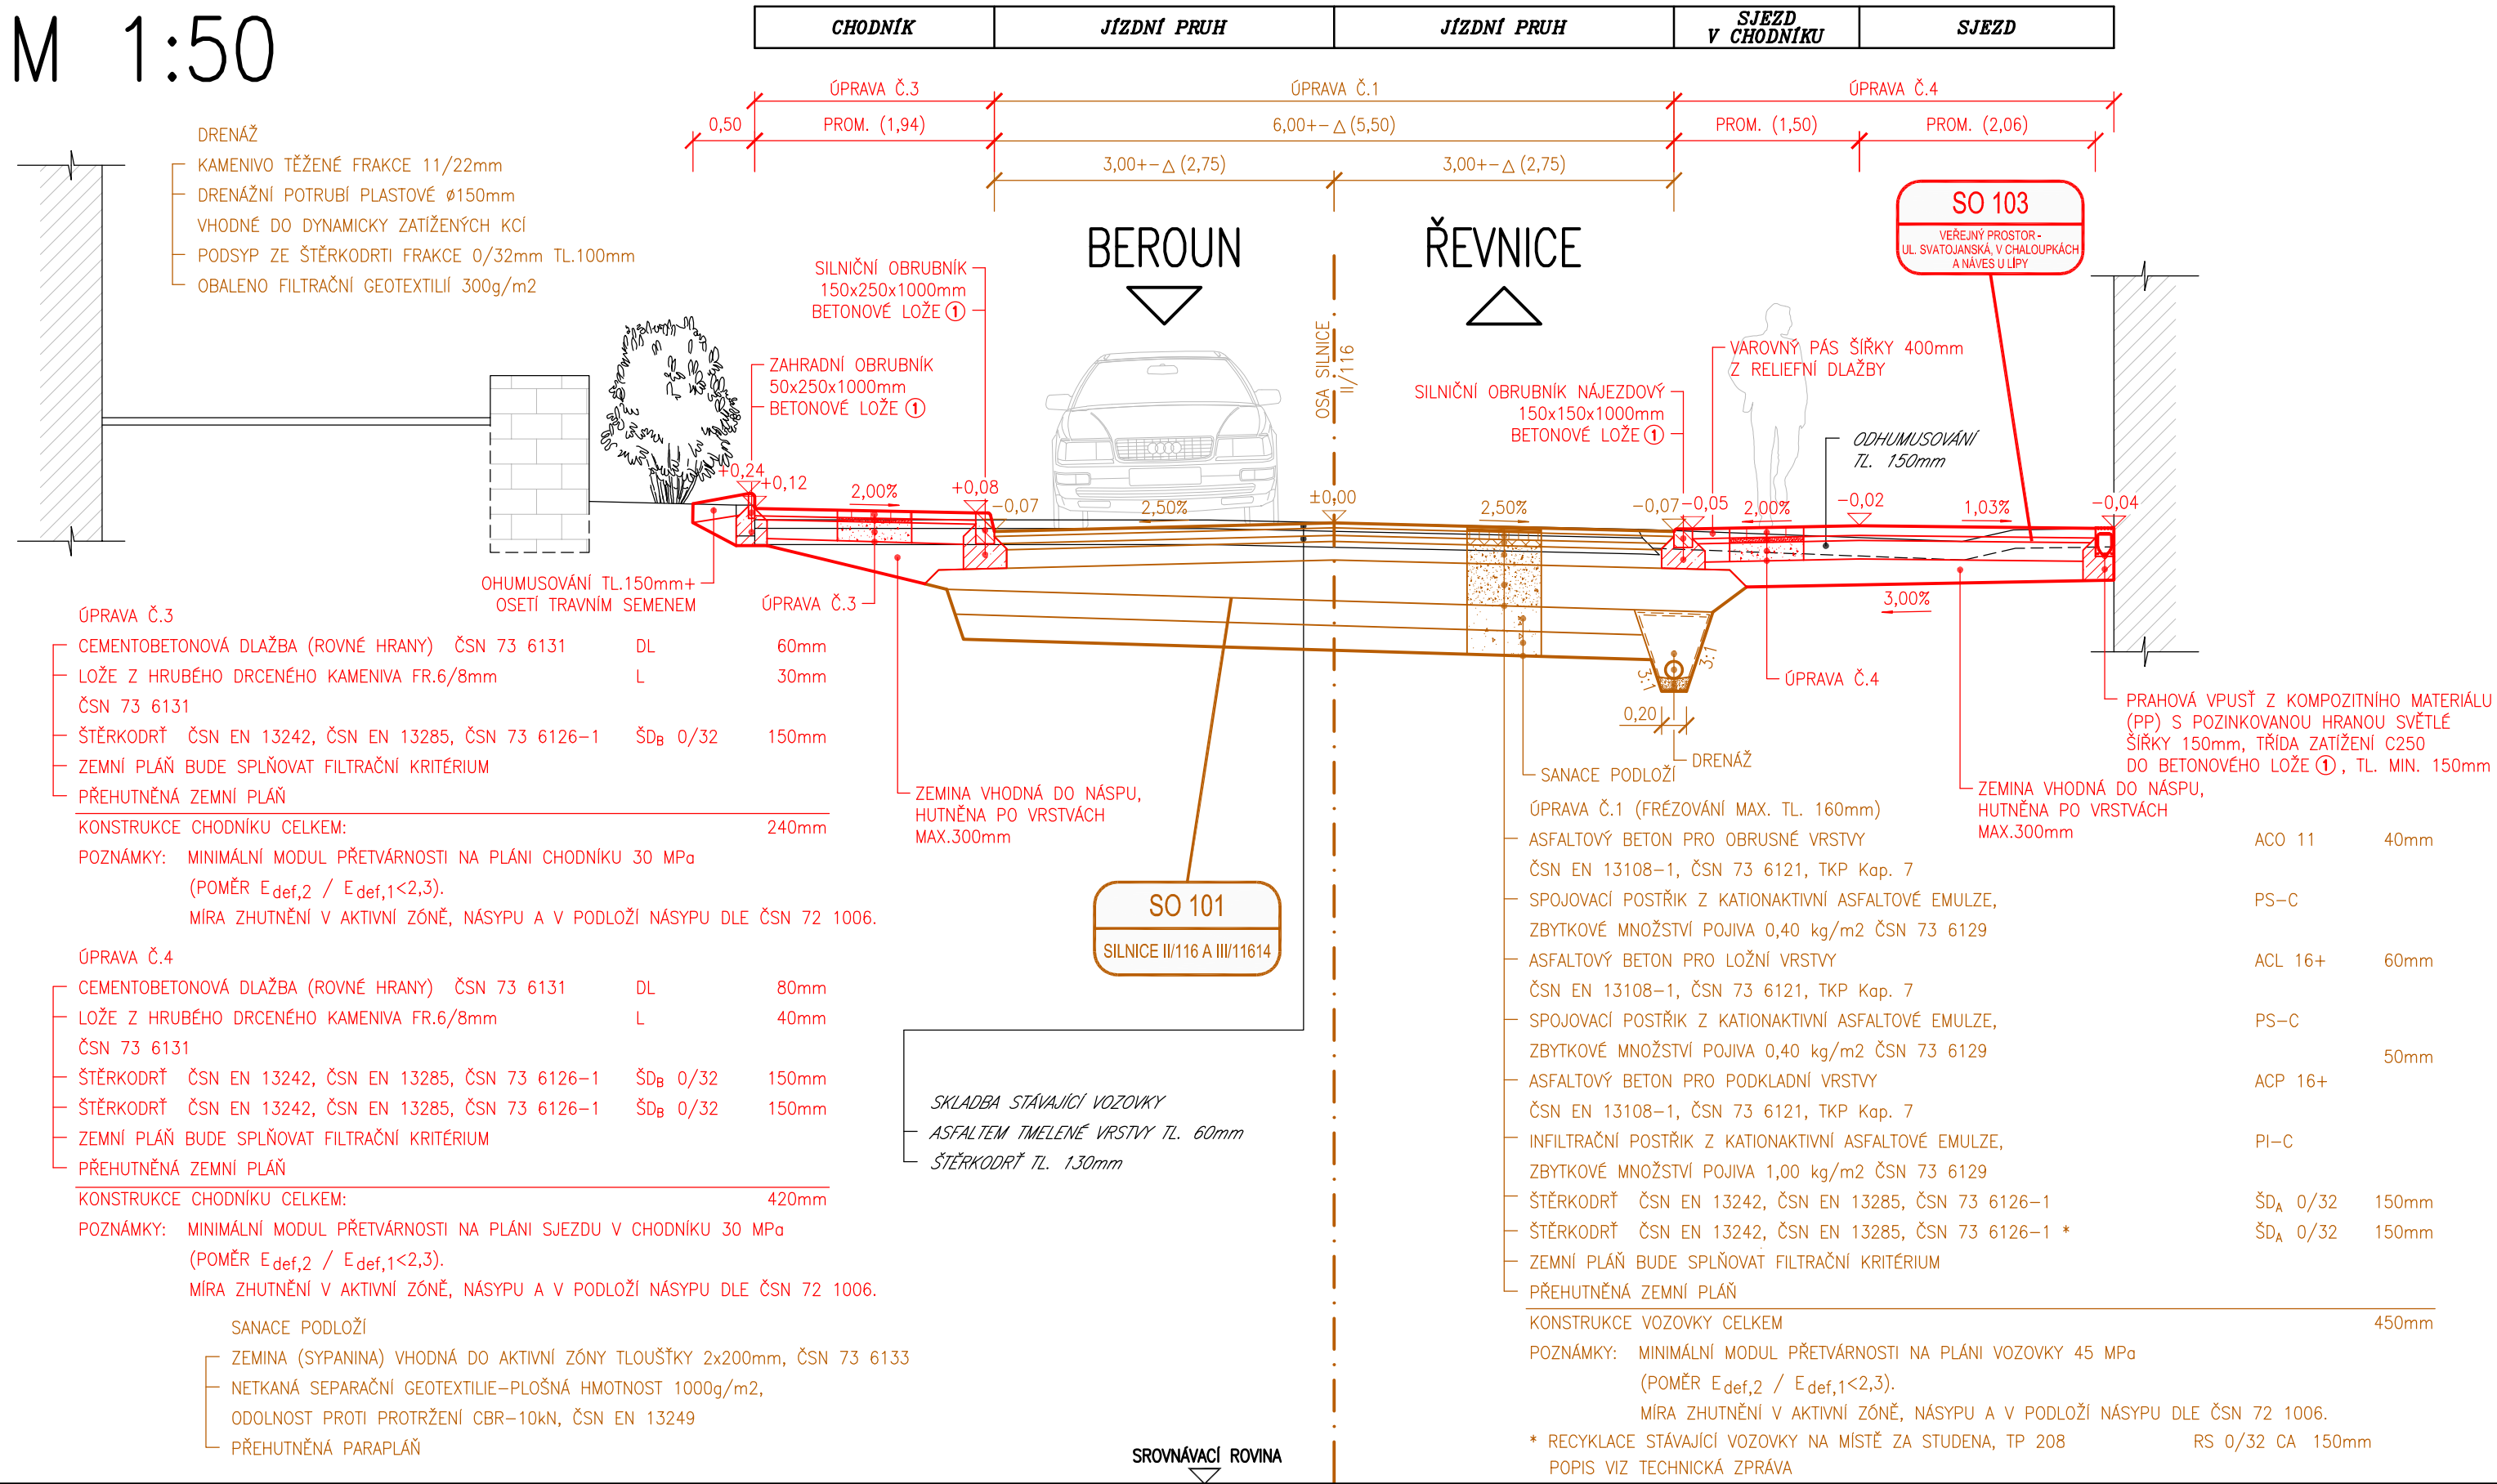 M 1:50
CHODNÍK
JÍZDNÍ PRUH
JÍZDNÍ PRUH
SJEZD
V CHODNÍKU
SJEZD
ÚPRAVA Č.3
ÚPRAVA Č.1
ÚPRAVA Č.4
0,50
PROM. (1,94)
6,00+-△(5,50)
PROM. (1,50)
PROM. (2,06)
3,00+-△(2,75)
3,00+-△(2,75)
DRENÁŽ
KAMENIVO TĚŽENÉ FRAKCE 11/22mm
DRENÁŽNÍ POTRUBÍ PLASTOVÉ ø150mm
VHODNÉ DO DYNAMICKY ZATÍŽENÝCH KCÍ
PODSYP ZE ŠTĚRKODRTI FRAKCE 0/32mm TL.100mm
OBALENO FILTRAČNÍ GEOTEXTILIÍ 300g/m2
BEROUN
ŘEVNICE
SO 103
VEŘEJNÝ PROSTOR -
UL. SVATOJANSKÁ, V CHALOUPKÁCH
A NÁVES U LÍPY
SILNIČNÍ OBRUBNÍK
150x250x1000mm
BETONOVÉ LOŽE ①
ZAHRADNÍ OBRUBNÍK
50x250x1000mm
BETONOVÉ LOŽE ①
OSA SILNICE
II/116
VAROVNÝ PÁS ŠÍŘKY 400mm
Z RELIEFNÍ DLAŽBY
SILNIČNÍ OBRUBNÍK NÁJEZDOVÝ
150x150x1000mm
BETONOVÉ LOŽE ①
ODHUMUSOVÁNÍ
TL. 150mm
+0,24
+0,12
2,00%
+0,08
-0,07
2,50%
±0,00
2,50%
-0,07
-0,05
2,00%
-0,02
1,03%
-0,04
3,00%
OHUMUSOVÁNÍ TL.150mm+
OSETÍ TRAVNÍM SEMENEM
ÚPRAVA Č.3
3:1
3:1
0,20
DRENÁŽ
SANACE PODLOŽÍ
ÚPRAVA Č.4
PRAHOVÁ VPUSŤ Z KOMPOZITNÍHO MATERIÁLU
(PP) S POZINKOVANOU HRANOU SVĚTLÉ
ŠÍŘKY 150mm, TŘÍDA ZATÍŽENÍ C250
DO BETONOVÉHO LOŽE ①, TL. MIN. 150mm
ZEMINA VHODNÁ DO NÁSPU,
HUTNĚNA PO VRSTVÁCH
MAX.300mm
ZEMINA VHODNÁ DO NÁSPU,
HUTNĚNA PO VRSTVÁCH
MAX.300mm
ÚPRAVA Č.3
CEMENTOBETONOVÁ DLAŽBA (ROVNÉ HRANY) ČSN 73 6131 DL 60mm
LOŽE Z HRUBÉHO DRCENÉHO KAMENIVA FR.6/8mm L 30mm
ČSN 73 6131
ŠTĚRKODRŤ ČSN EN 13242, ČSN EN 13285, ČSN 73 6126-1 ŠDB 0/32 150mm
ZEMNÍ PLÁŇ BUDE SPLŇOVAT FILTRAČNÍ KRITÉRIUM
PŘEHUTNĚNÁ ZEMNÍ PLÁŇ
KONSTRUKCE CHODNÍKU CELKEM: 240mm
POZNÁMKY: MINIMÁLNÍ MODUL PŘETVÁRNOSTI NA PLÁNI CHODNÍKU 30 MPa
(POMĚR Edef,2 / Edef,1<2,3).
MÍRA ZHUTNĚNÍ V AKTIVNÍ ZÓNĚ, NÁSYPU A V PODLOŽÍ NÁSYPU DLE ČSN 72 1006.
ÚPRAVA Č.4
CEMENTOBETONOVÁ DLAŽBA (ROVNÉ HRANY) ČSN 73 6131 DL 80mm
LOŽE Z HRUBÉHO DRCENÉHO KAMENIVA FR.6/8mm L 40mm
ČSN 73 6131
ŠTĚRKODRŤ ČSN EN 13242, ČSN EN 13285, ČSN 73 6126-1 ŠDB 0/32 150mm
ŠTĚRKODRŤ ČSN EN 13242, ČSN EN 13285, ČSN 73 6126-1 ŠDB 0/32 150mm
ZEMNÍ PLÁŇ BUDE SPLŇOVAT FILTRAČNÍ KRITÉRIUM
PŘEHUTNĚNÁ ZEMNÍ PLÁŇ
KONSTRUKCE CHODNÍKU CELKEM: 420mm
POZNÁMKY: MINIMÁLNÍ MODUL PŘETVÁRNOSTI NA PLÁNI SJEZDU V CHODNÍKU 30 MPa
(POMĚR Edef,2 / Edef,1<2,3).
MÍRA ZHUTNĚNÍ V AKTIVNÍ ZÓNĚ, NÁSYPU A V PODLOŽÍ NÁSYPU DLE ČSN 72 1006.
SANACE PODLOŽÍ
ZEMINA (SYPANINA) VHODNÁ DO AKTIVNÍ ZÓNY TLOUŠŤKY 2x200mm, ČSN 73 6133
NETKANÁ SEPARAČNÍ GEOTEXTILIE-PLOŠNÁ HMOTNOST 1000g/m2,
ODOLNOST PROTI PROTRŽENÍ CBR-10kN, ČSN EN 13249
PŘEHUTNĚNÁ PARAPLÁŇ
SO 101
SILNICE II/116 A III/11614
SKLADBA STÁVAJÍCÍ VOZOVKY
ASFALTEM TMELENÉ VRSTVY TL. 60mm
ŠTĚRKODRŤ TL. 130mm
SROVNÁVACÍ ROVINA
ÚPRAVA Č.1 (FRÉZOVÁNÍ MAX. TL. 160mm)
ASFALTOVÝ BETON PRO OBRUSNÉ VRSTVY ACO 11 40mm
ČSN EN 13108-1, ČSN 73 6121, TKP Kap. 7
SPOJOVACÍ POSTŘIK Z KATIONAKTIVNÍ ASFALTOVÉ EMULZE, PS-C
ZBYTKOVÉ MNOŽSTVÍ POJIVA 0,40 kg/m2 ČSN 73 6129
ASFALTOVÝ BETON PRO LOŽNÍ VRSTVY ACL 16+ 60mm
ČSN EN 13108-1, ČSN 73 6121, TKP Kap. 7
SPOJOVACÍ POSTŘIK Z KATIONAKTIVNÍ ASFALTOVÉ EMULZE, PS-C
ZBYTKOVÉ MNOŽSTVÍ POJIVA 0,40 kg/m2 ČSN 73 6129 50mm
ASFALTOVÝ BETON PRO PODKLADNÍ VRSTVY ACP 16+
ČSN EN 13108-1, ČSN 73 6121, TKP Kap. 7
INFILTRAČNÍ POSTŘIK Z KATIONAKTIVNÍ ASFALTOVÉ EMULZE, PI-C
ZBYTKOVÉ MNOŽSTVÍ POJIVA 1,00 kg/m2 ČSN 73 6129
ŠTĚRKODRŤ ČSN EN 13242, ČSN EN 13285, ČSN 73 6126-1 ŠDA 0/32 150mm
ŠTĚRKODRŤ ČSN EN 13242, ČSN EN 13285, ČSN 73 6126-1 * ŠDA 0/32 150mm
ZEMNÍ PLÁŇ BUDE SPLŇOVAT FILTRAČNÍ KRITÉRIUM
PŘEHUTNĚNÁ ZEMNÍ PLÁŇ
KONSTRUKCE VOZOVKY CELKEM 450mm
POZNÁMKY: MINIMÁLNÍ MODUL PŘETVÁRNOSTI NA PLÁNI VOZOVKY 45 MPa
(POMĚR Edef,2 / Edef,1<2,3).
MÍRA ZHUTNĚNÍ V AKTIVNÍ ZÓNĚ, NÁSYPU A V PODLOŽÍ NÁSYPU DLE ČSN 72 1006.
* RECYKLACE STÁVAJÍCÍ VOZOVKY NA MÍSTĚ ZA STUDENA, TP 208 RS 0/32 CA 150mm
POPIS VIZ TECHNICKÁ ZPRÁVA